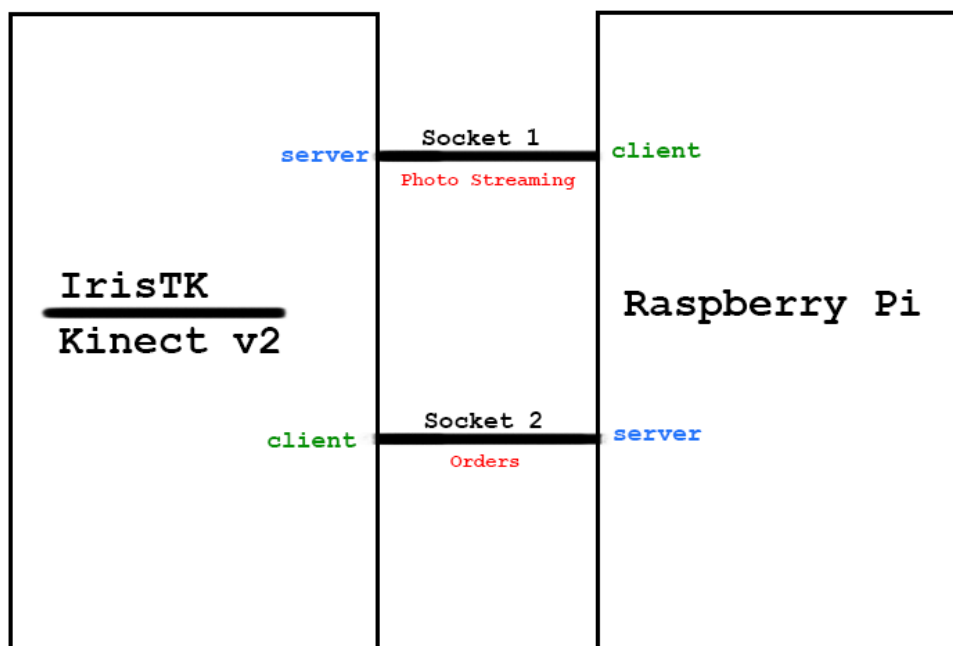 Socket 1
server
client
Photo Streaming
IrisTK
Kinect v2
Raspberry Pi
Socket 2
client
server
Orders